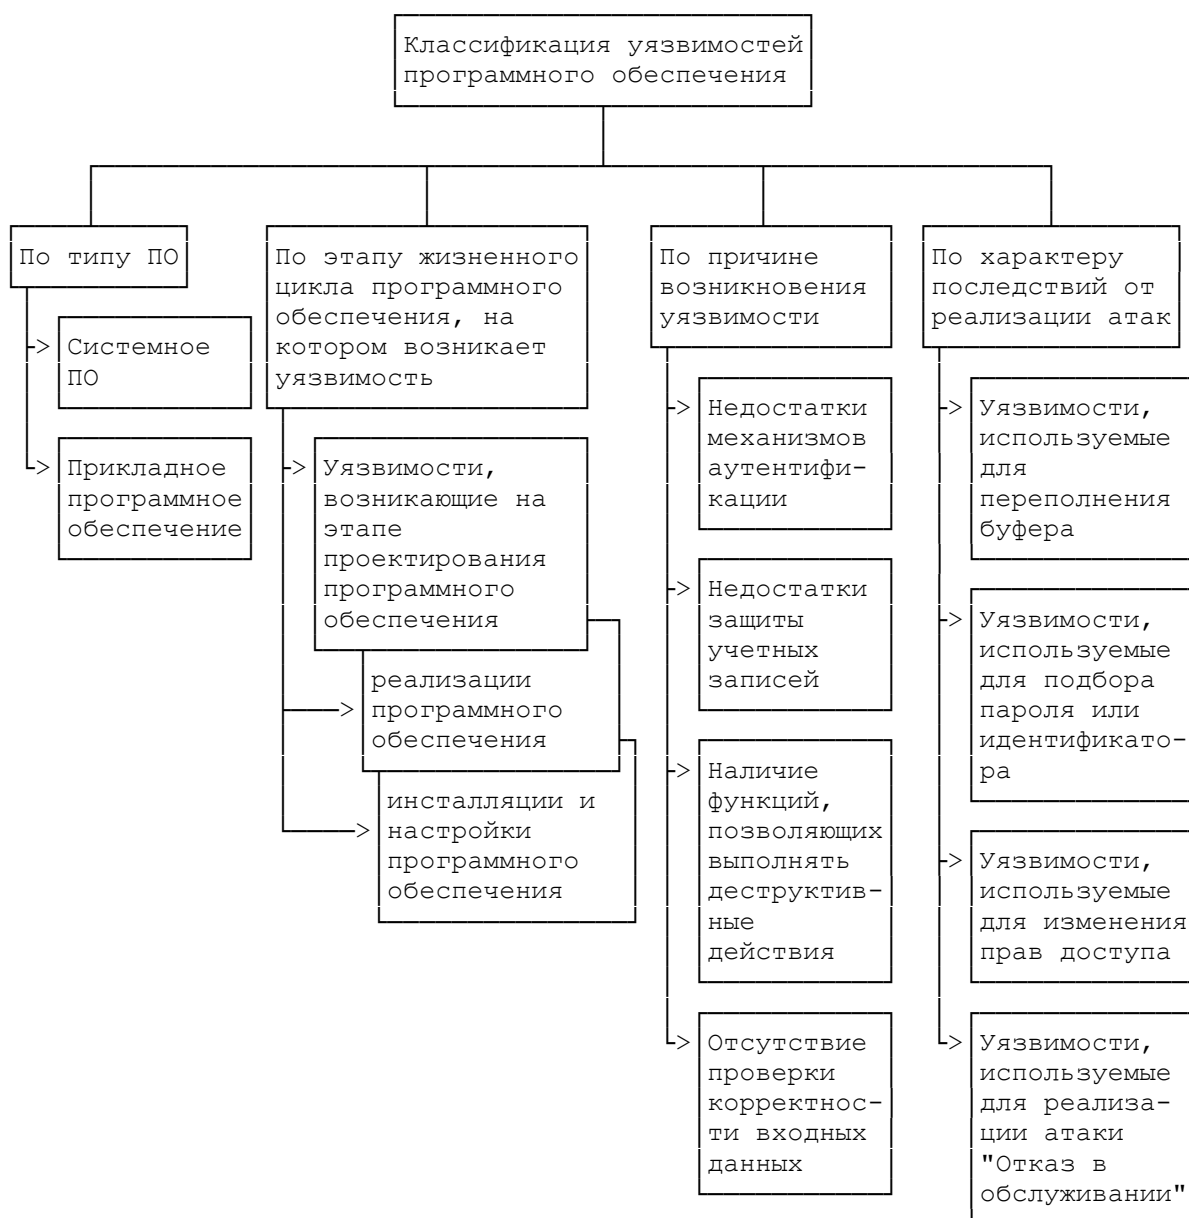 Классификация уязвимостей
программного обеспечения
По типу ПО
Системное
ПО
Прикладное
программное
обеспечение
По этапу жизненного
цикла программного
обеспечения, на
котором возникает
уязвимость
Уязвимости,
возникающие на
этапе
проектирования
программного
обеспечения
реализации
программного
обеспечения
инсталляции и
настройки
программного
обеспечения
По причине
возникновения
уязвимости
Недостатки
механизмов
аутентифи-
кации
Недостатки
защиты
учетных
записей
Наличие
функций,
позволяющих
выполнять
деструктив-
ные
действия
Отсутствие
проверки
корректнос-
ти входных
данных
По характеру
последствий от
реализации атак
Уязвимости,
используемые
для
переполнения
буфера
Уязвимости,
используемые
для подбора
пароля или
идентификато-
ра
Уязвимости,
используемые
для изменения
прав доступа
Уязвимости,
используемые
для реализа-
ции атаки
"Отказ в
обслуживании"